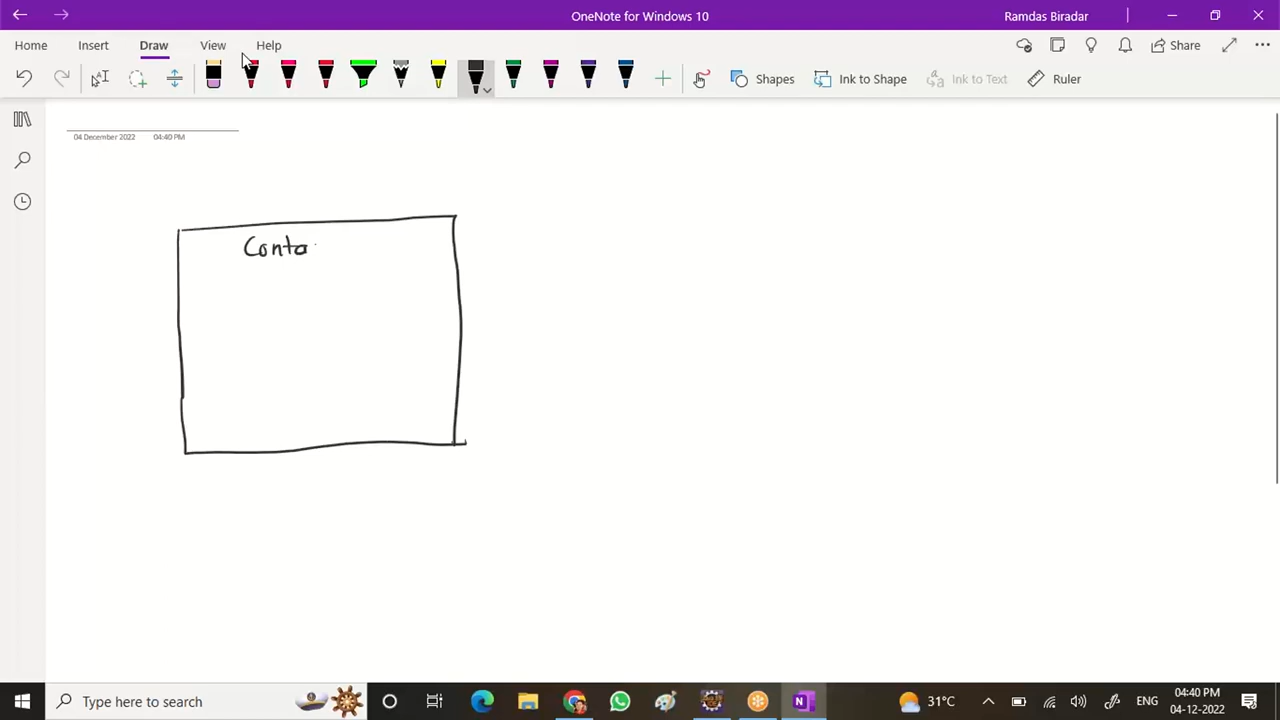 OneNote for Windows 10
Ramdas Biradar
Home Insert Draw View Help
Share
Shapes
Ink to Shape
Ink to Text
Ruler
04 December 2022 04:40 PM
Conta
Type here to search
31°C
ENG
04:40 PM
04-12-2022